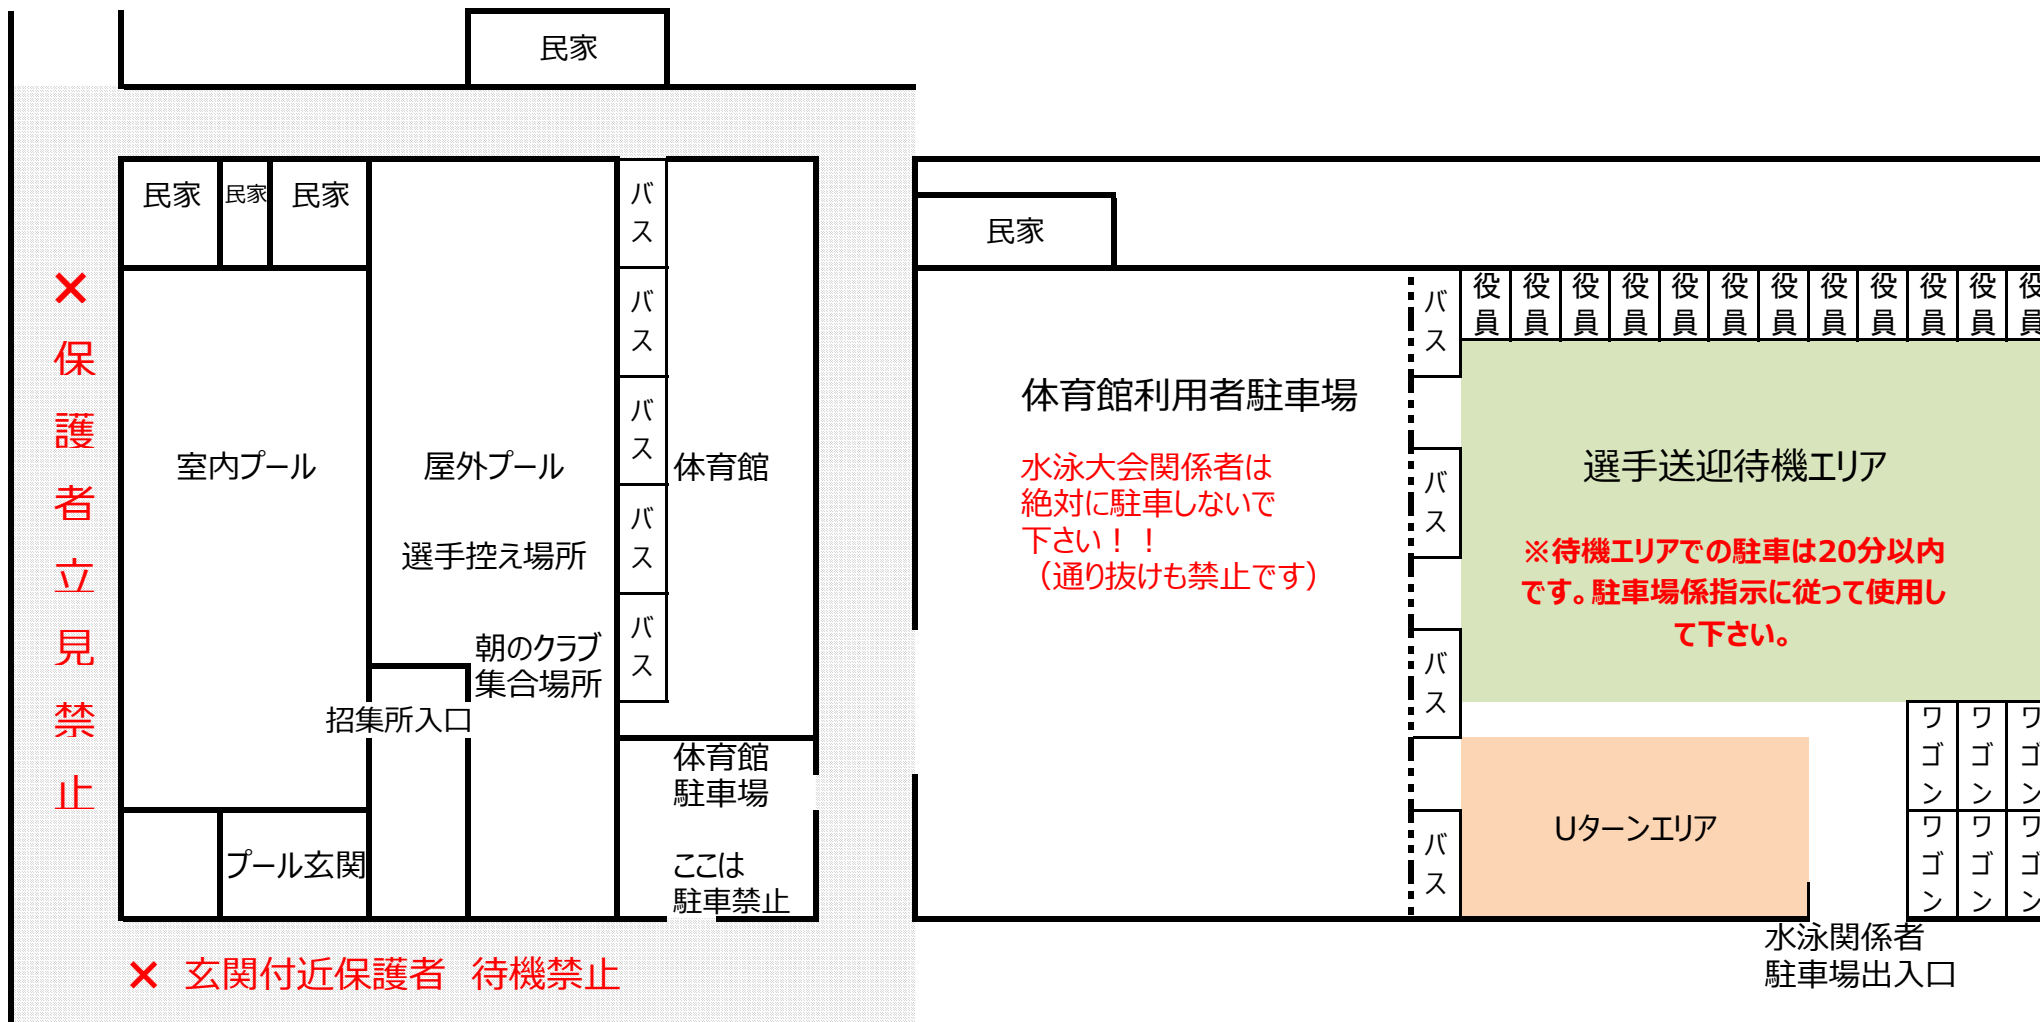 民家
民家
民家
民家
民家
バス
バス
バス
バス
バス
×保護者立見禁止
室内プール
屋外プール
選手控え場所
朝のクラブ
集合場所
招集所入口
プール玄関
体育館
体育館
駐車場
ここは
駐車禁止
× 玄関付近保護者 待機禁止
体育館利用者駐車場
水泳大会関係者は
絶対に駐車しないで
下さい！！
（通り抜けも禁止です）
バス
バス
バス
バス
役員
役員
役員
役員
役員
役員
役員
役員
役員
役員
役員
役員
選手送迎待機エリア
※待機エリアでの駐車は20分以内
です。駐車場係指示に従って使用し
て下さい。
Uターンエリア
ワゴン
ワゴン
ワゴン
ワゴン
ワゴン
ワゴン
水泳関係者
駐車場出入口